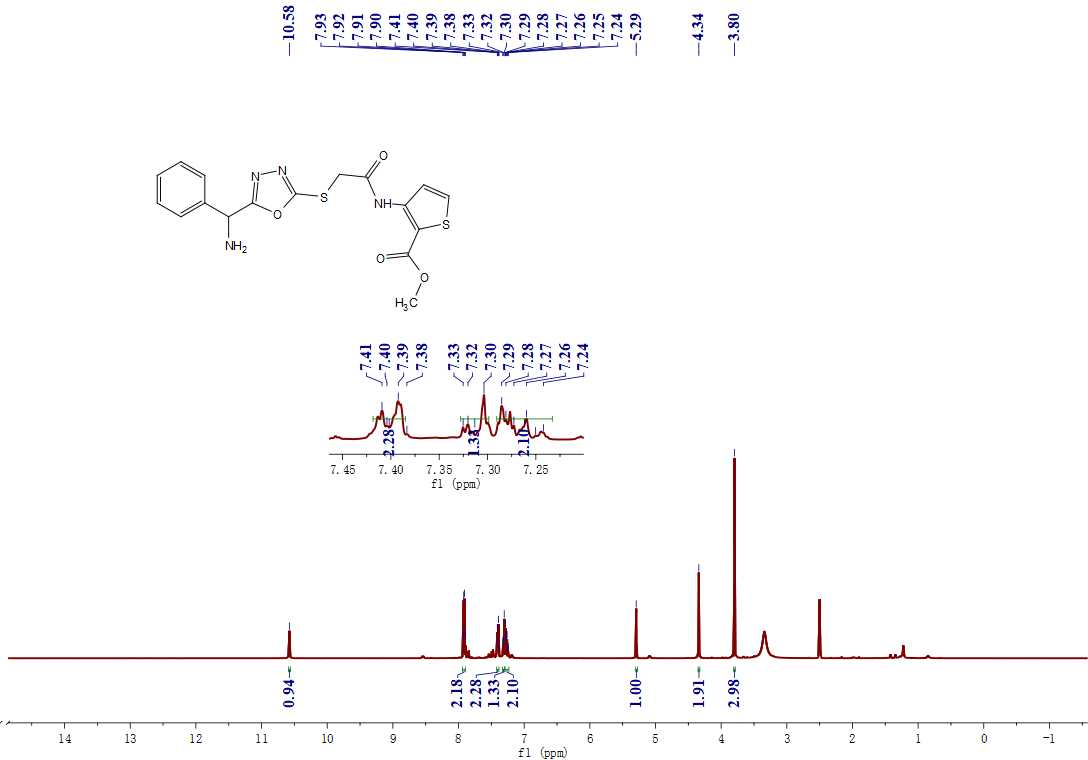 10.58 7.93 7.92 7.91 7.90 7.41 7.40 7.39 7.38 7.33 7.32 7.30 7.29 7.28 7.27 7.26 7.25 7.24 5.29 4.34 3.80
O
N N
S
O
NH
S
NH2
O
O
H3C
7.41 7.40 7.39 7.38 7.33 7.32 7.30 7.29 7.28 7.27 7.26 7.24
2.28 1.33 2.10
7.45 7.40 7.35 7.30 7.25
f1 (ppm)
0.94 2.18 2.28 1.33 2.10 1.00 1.91 2.98
14 13 12 11 10 9 8 7 6 5 4 3 2 1 0 -1
f1 (ppm)